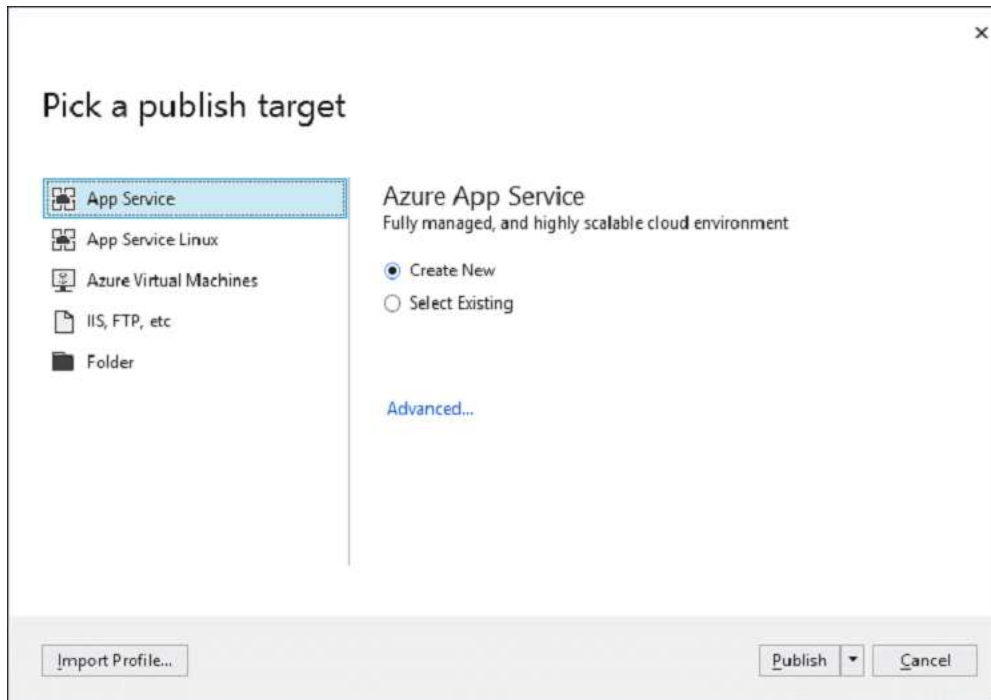 Pick a publish target
App Service
App Service Linux
Azure Virtual Machines
IIS, FTP, etc
Folder
Azure App Service
Fully managed, and highly scalable cloud environment
Create New
Select Existing
Advanced...
Import Profile...
Publish
Cancel